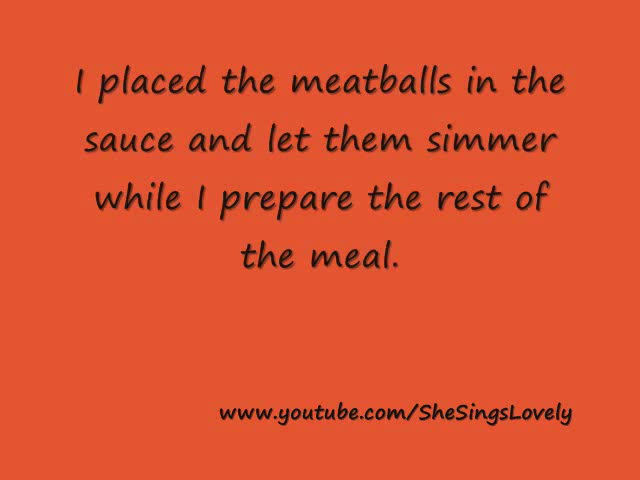 I placed the meatballs in the
sauce and let them simmer
while I prepare the rest of
the meal.
www.youtube.com/SheSingsLovely